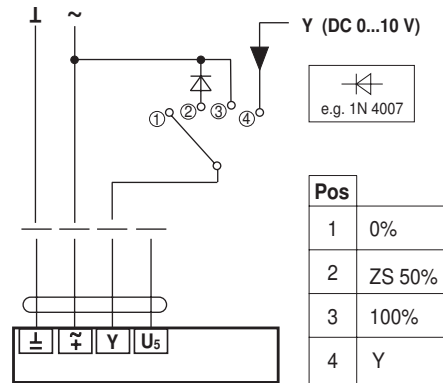 ⊥ ~
Y (DC 0...10 V)
① ② ③ ④
e.g. 1N 4007
Pos
1 0%
2 ZS 50%
3 100%
4 Y
Y U5